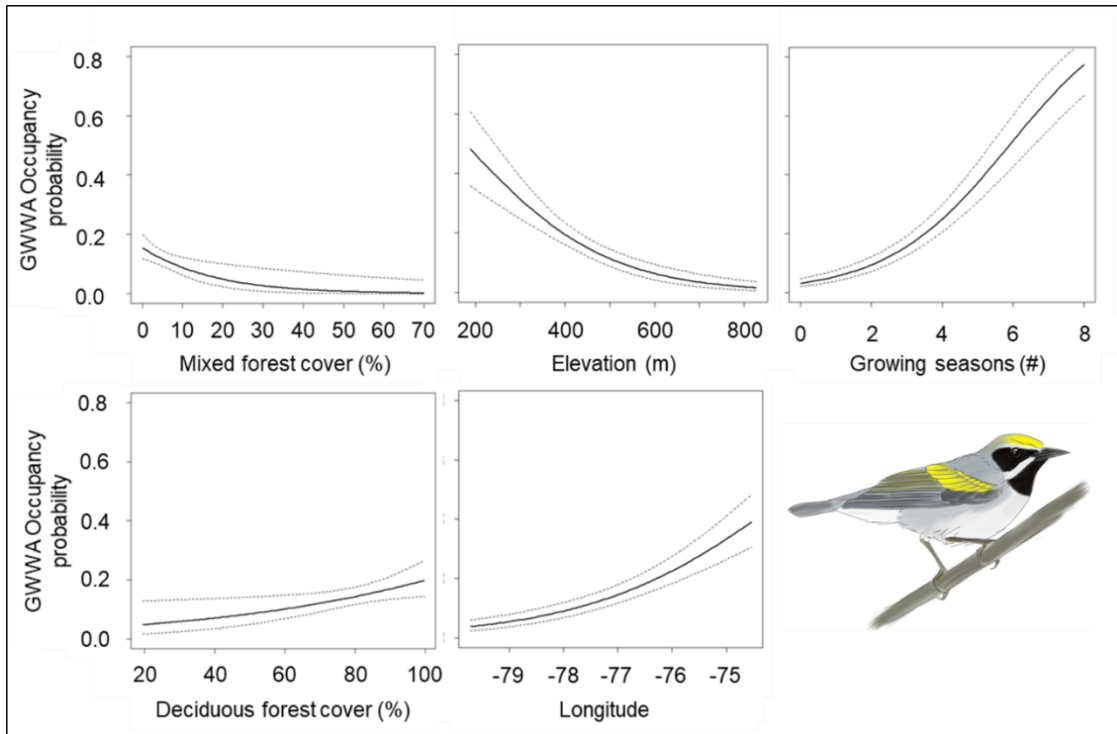 GWWA Occupancy
probability
0.8
0.6
0.4
0.2
0.0
0 10 20 30 40 50 60 70
Mixed forest cover (%)
200 400 600 800
Elevation (m)
0 2 4 6 8
Growing seasons (#)
GWWA Occupancy
probability
0.8
0.6
0.4
0.2
0.0
20 40 60 80 100
Deciduous forest cover (%)
-79 -78 -77 -76 -75
Longitude